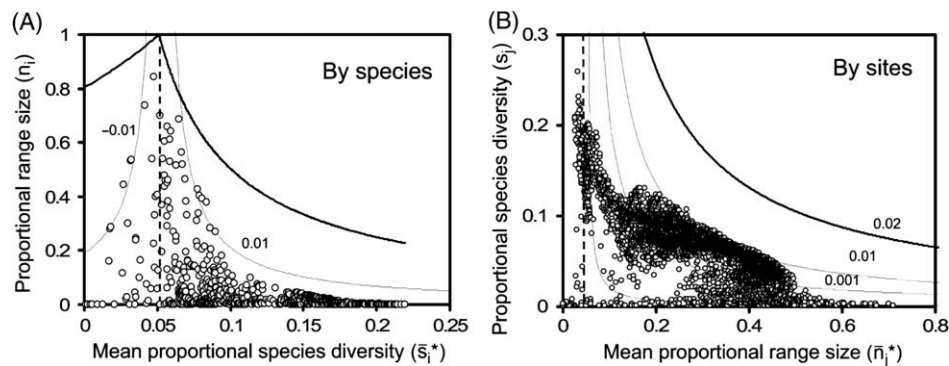 (A)
Proportional range size (nᵢ)
1
0.8
0.6
0.4
0.2
0
By species
−0.01
0.01
0 0.05 0.1 0.15 0.2 0.25
Mean proportional species diversity (s̄ᵢ*)
(B)
Proportional species diversity (sⱼ)
0.3
0.2
0.1
0
By sites
0.02
0.01
0.001
0 0.2 0.4 0.6 0.8
Mean proportional range size (n̄ⱼ*)